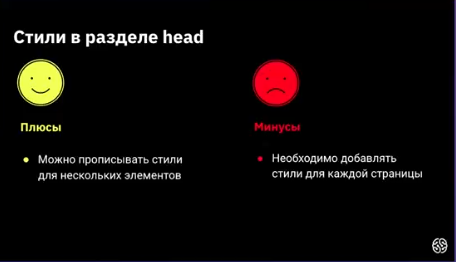 Стили в разделе head
Плюсы
Можно прописывать стили
для нескольких элементов
Минусы
Необходимо добавлять
стили для каждой страницы